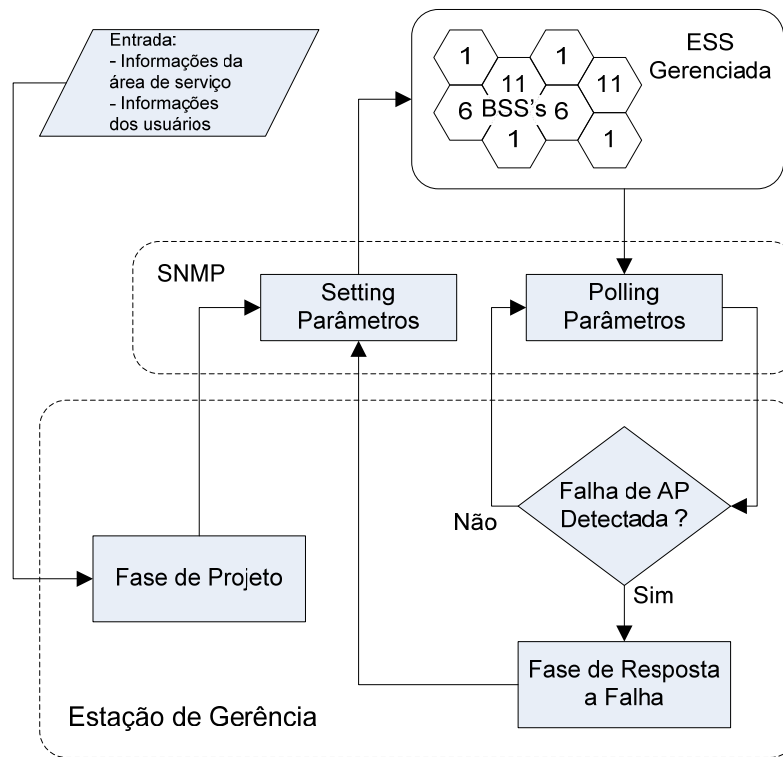 Entrada:
- Informações da
área de serviço
- Informações
dos usuários
ESS
Gerenciada
1
1
11
11
6
BSS's
6
1
1
SNMP
Setting
Parâmetros
Polling
Parâmetros
Falha de AP
Detectada ?
Não
Sim
Fase de Projeto
Fase de Resposta
a Falha
Estação de Gerência